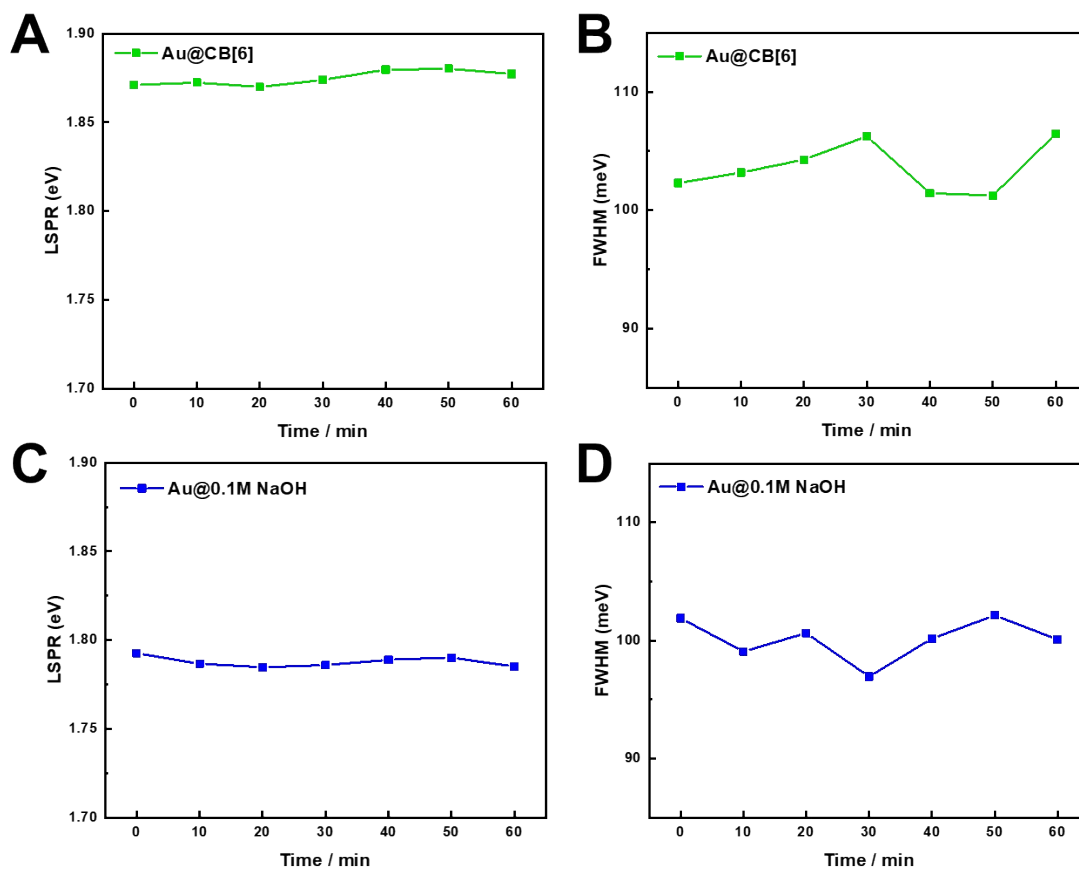 A
Au@CB[6]
LSPR (eV)
1.90
1.85
1.80
1.75
1.70
0 10 20 30 40 50 60
Time / min
B
Au@CB[6]
FWHM (meV)
110
100
90
0 10 20 30 40 50 60
Time / min
C
Au@0.1M NaOH
LSPR (eV)
1.90
1.85
1.80
1.75
1.70
0 10 20 30 40 50 60
Time / min
D
Au@0.1M NaOH
FWHM (meV)
110
100
90
0 10 20 30 40 50 60
Time / min